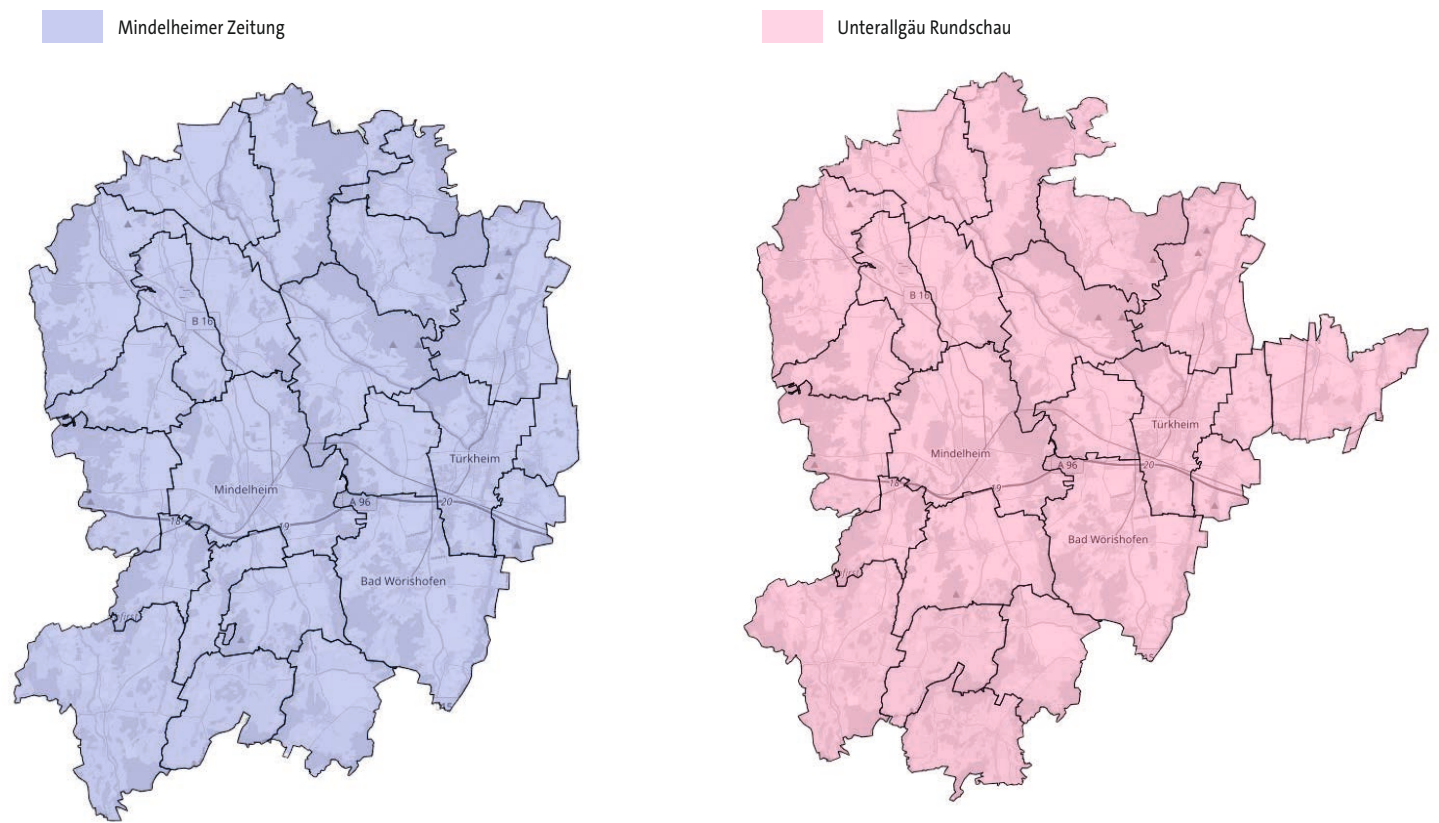 Mindelheimer Zeitung
Unterallgäu Rundschau
B 16
B 16
Türkheim
Türkheim
Mindelheim
Mindelheim
A 96
A 96
20
20
18
19
18
19
Bad Wörishofen
Bad Wörishofen